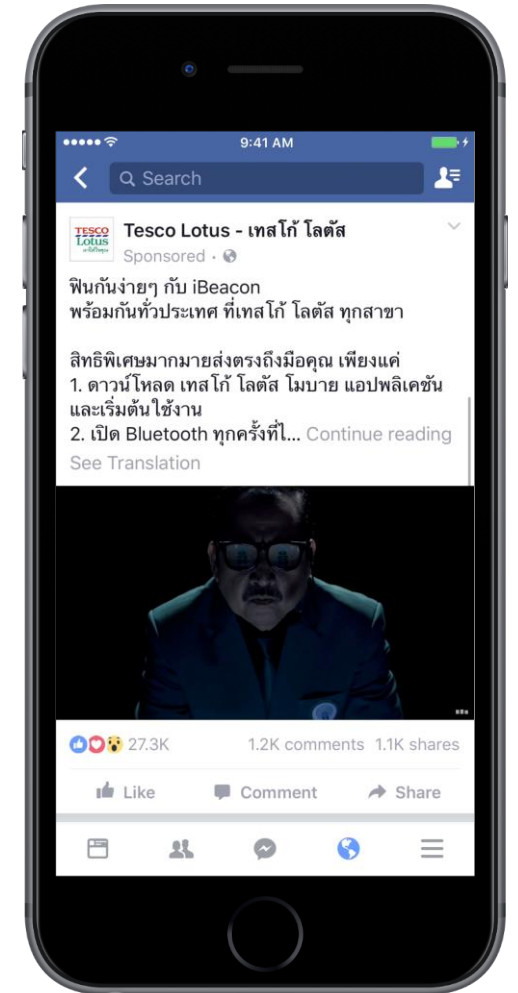 9:41 AM
Search
TESCO
Lotus
Tesco Lotus - เทสโก้ โลตัส
Sponsored ·
ฟินกันง่ายๆ กับ iBeacon
พร้อมกันทั่วประเทศ ที่เทสโก้ โลตัส ทุกสาขา
สิทธิพิเศษมากมายส่งตรงถึงมือคุณ เพียงแค่
1. ดาวน์โหลด เทสโก้ โลตัส โมบาย แอปพลิเคชัน
และเริ่มต้นใช้งาน
2. เปิด Bluetooth ทุกครั้งที่ไ... Continue reading
See Translation
27.3K 1.2K comments 1.1K shares
Like Comment Share